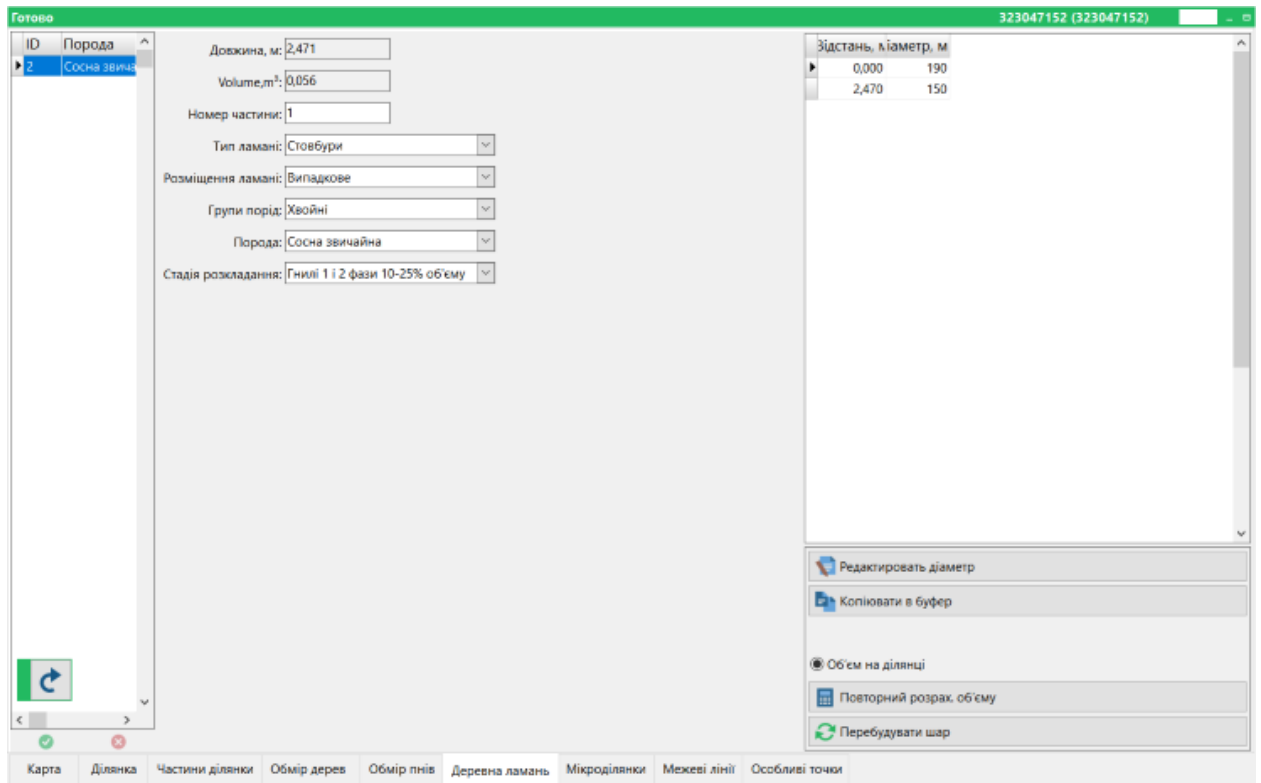 Готово 323047152 (323047152)
ID Порода
2 Сосна звича
Довжина, м: 2,471
Volume,m³: 0,056
Номер частини: 1
Тип ламані: Стовбури
Розміщення ламані: Випадкове
Групи порід: Хвойні
Порода: Сосна звичайна
Стадія розкладання: Гнилі 1 і 2 фази 10-25% об'єму
Зідстань, м іаметр, м
0,000 190
2,470 150
Редактировать діаметр
Копіювати в буфер
Об'єм на ділянці
Повторний розрах. об'єму
Перебудувати шар
Карта Ділянка Частини ділянки Обмір дерев Обмір пнів Деревна ламань Мікроділянки Межеві лінії Особливі точки